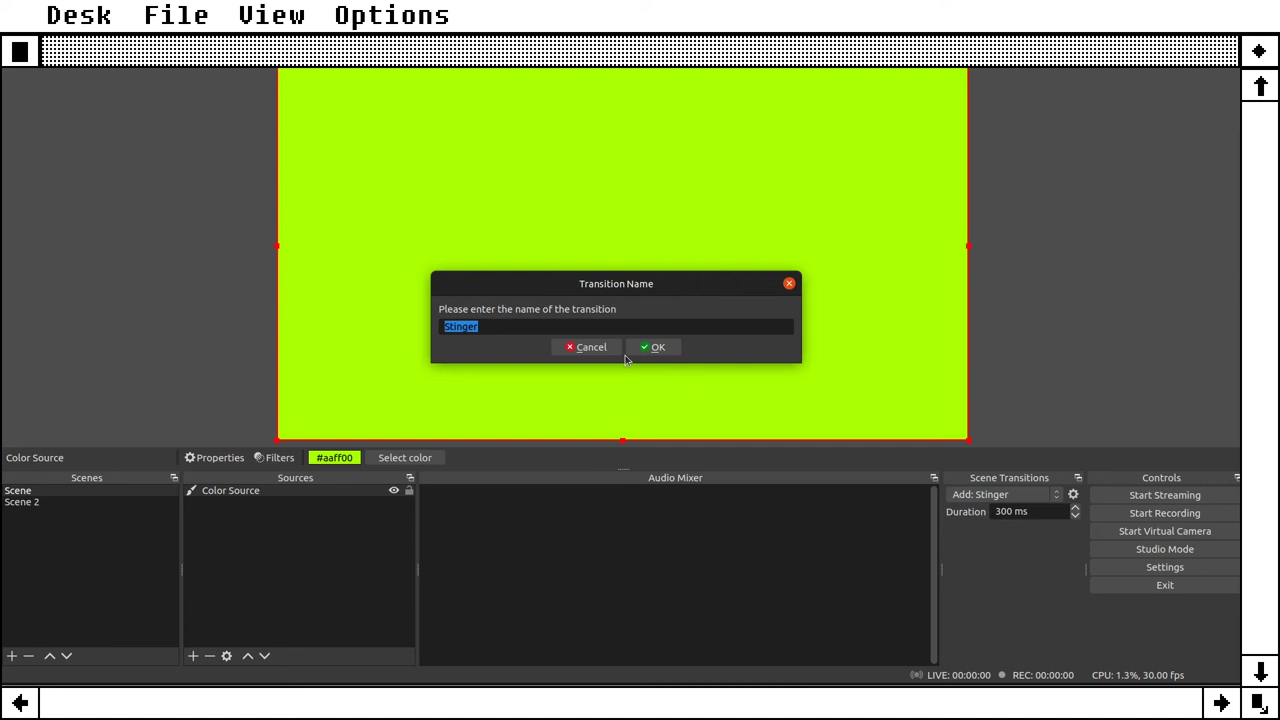 Desk File View Options
Transition Name
Please enter the name of the transition
Stinger
Cancel OK
Color Source Properties Filters #aaff00 Select color
Scenes Sources Audio Mixer Scene Transitions Controls
Scene
Scene 2
Color Source
Add: Stinger
Duration 300 ms
Start Streaming
Start Recording
Start Virtual Camera
Studio Mode
Settings
Exit
LIVE: 00:00:00 REC: 00:00:00 CPU: 1.3%, 30.00 fps